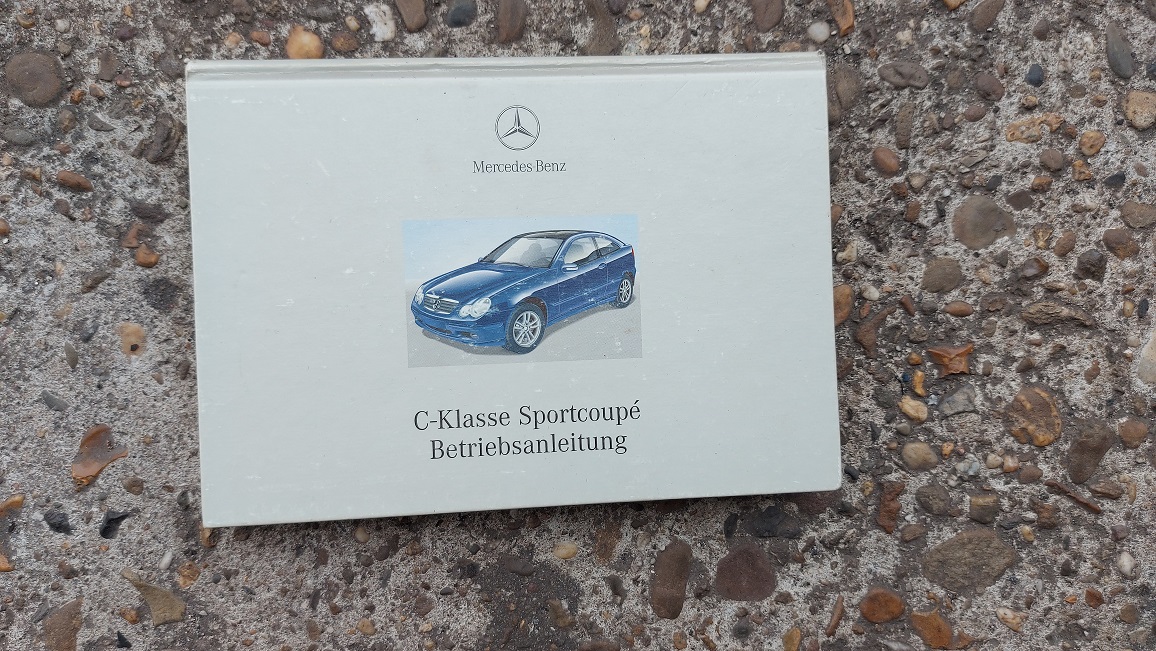 Mercedes-Benz
C-Klasse Sportcoupé
Betriebsanleitung